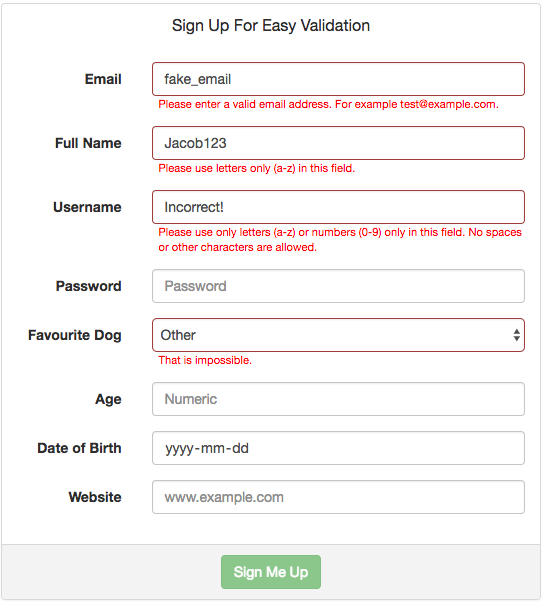 Sign Up For Easy Validation
Email
fake_email
Please enter a valid email address. For example test@example.com.
Full Name
Jacob123
Please use letters only (a-z) in this field.
Username
Incorrect!
Please use only letters (a-z) or numbers (0-9) only in this field. No spaces
or other characters are allowed.
Password
Password
Favourite Dog
Other
That is impossible.
Age
Numeric
Date of Birth
yyyy-mm-dd
Website
www.example.com
Sign Me Up